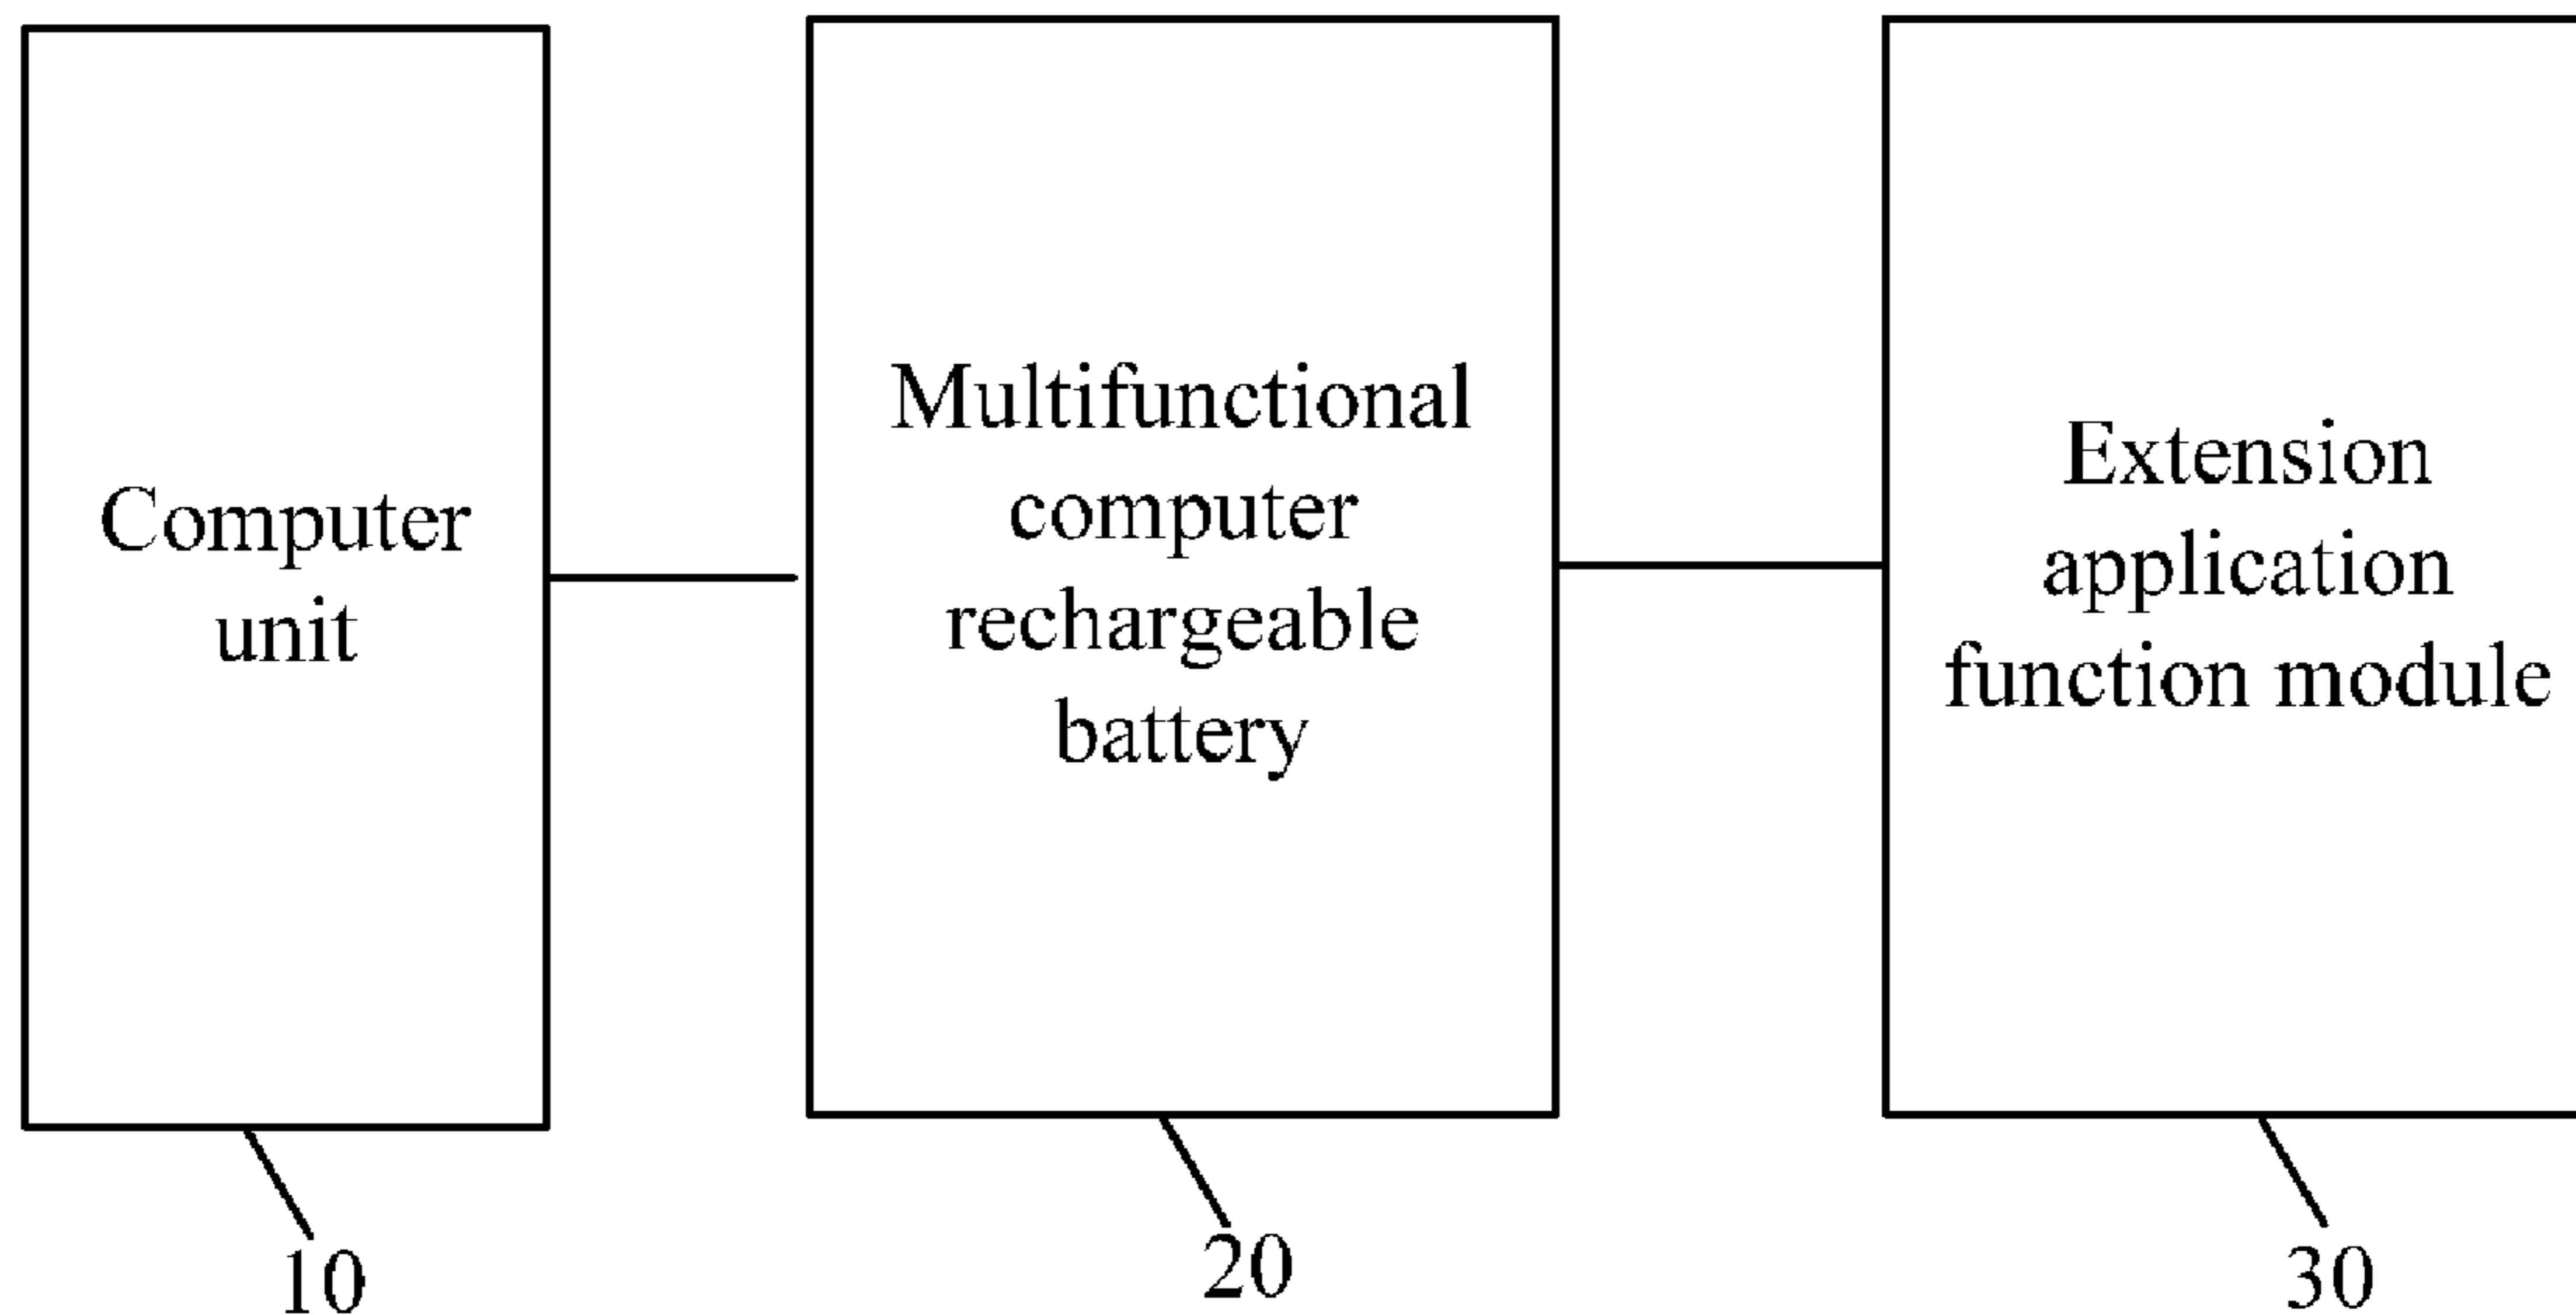 Computer
unit
Multifunctional
computer
rechargeable
battery
Extension
application
function module
10
20
30